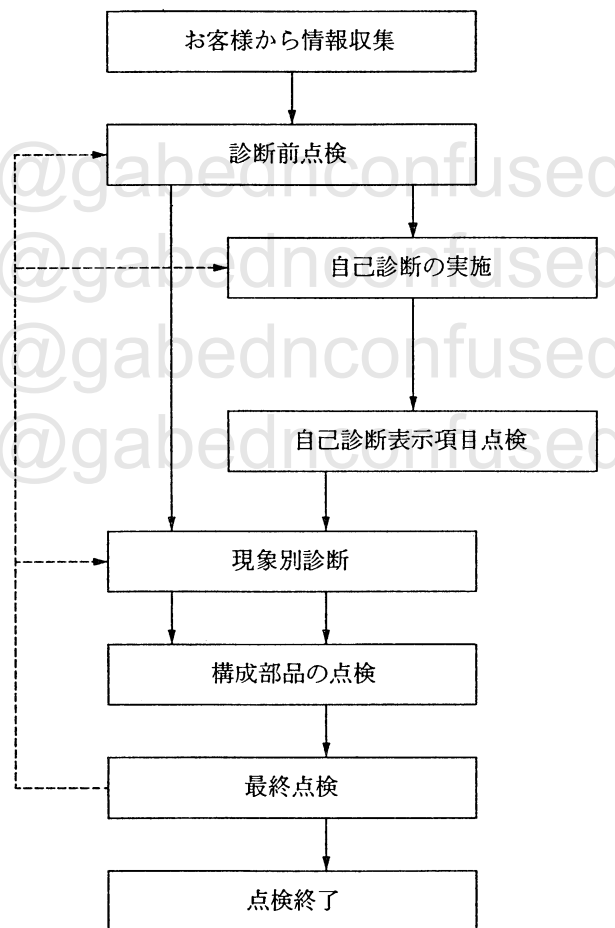 お客様から情報収集
診断前点検
@gabednconfused
@gabednconfused
自己診断の実施
@gabednconfused
自己診断表示項目点検
@gabednconfused
現象別診断
構成部品の点検
最終点検
点検終了